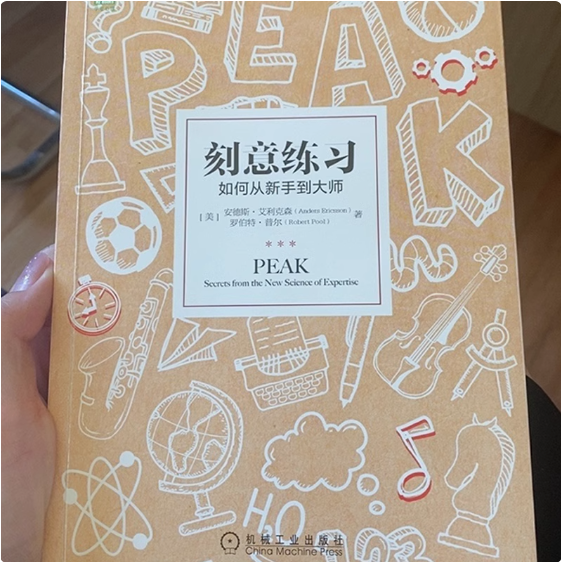 PEAK
刻意练习
如何从新手到大师
[美] 安德斯·艾利克森 (Anders Ericsson)
罗伯特·普尔 (Robert Pool) 著
***
PEAK
Secrets from the New Science of Expertise
H₂O
机械工业出版社
China Machine Press